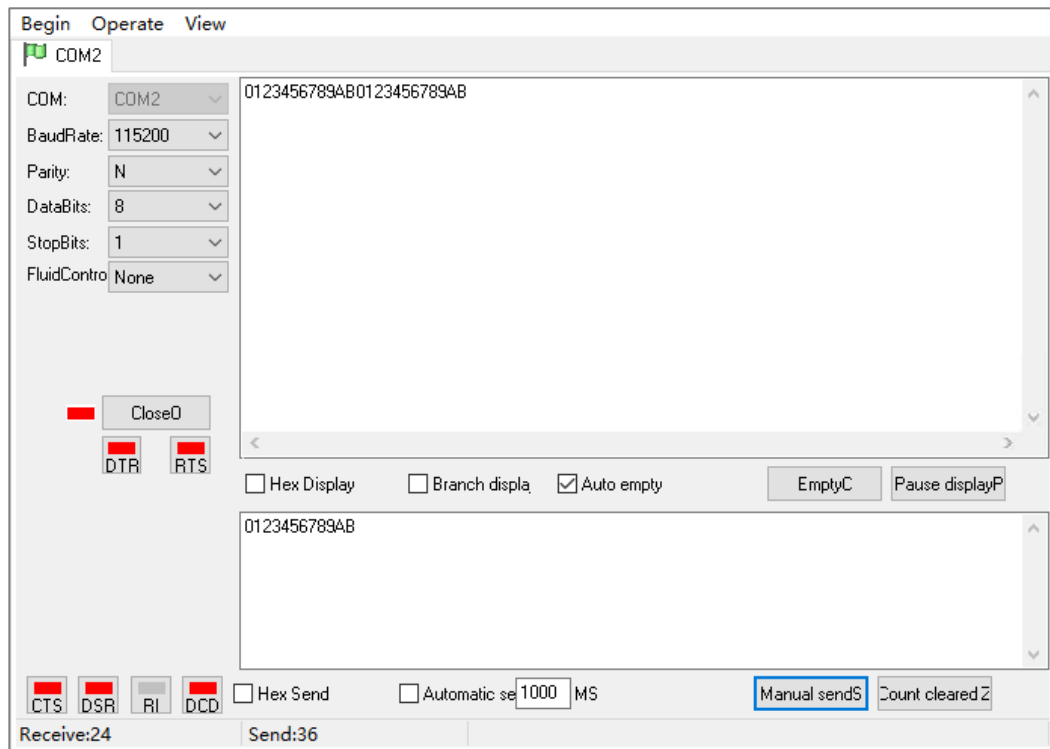 Begin Operate View
COM2
COM: COM2
BaudRate: 115200
Parity: N
DataBits: 8
StopBits: 1
FluidContro None
CloseO
DTR RTS
0123456789AB0123456789AB
Hex Display Branch displa Auto empty EmptyC Pause displayP
0123456789AB
CTS DSR RI DCD Hex Send Automatic se 1000 MS Manual sendS Count cleared Z
Receive:24 Send:36